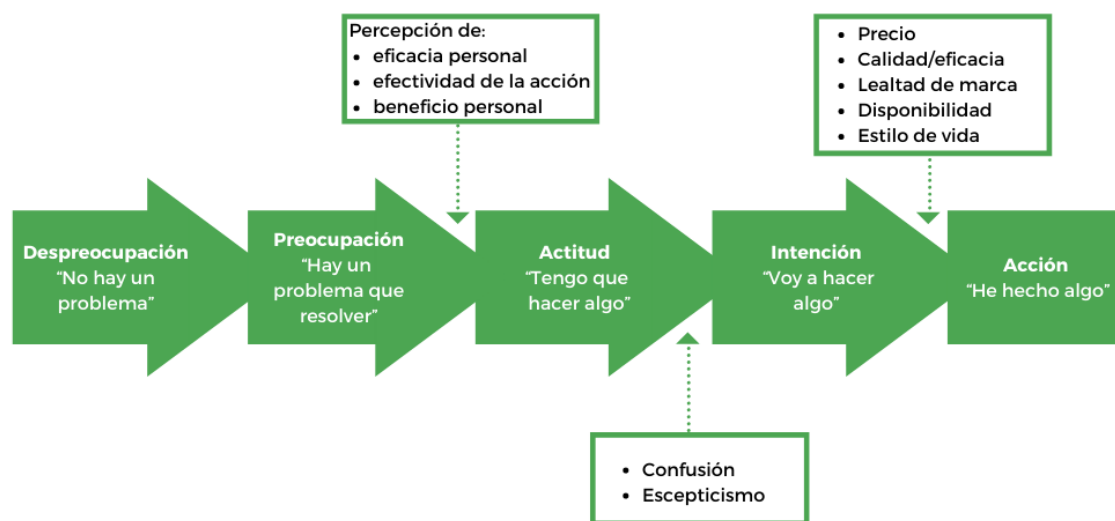 Percepción de:
• eficacia personal
• efectividad de la acción
• beneficio personal
• Precio
• Calidad/eficacia
• Lealtad de marca
• Disponibilidad
• Estilo de vida
Despreocupación
“No hay un
problema”
Preocupación
“Hay un
problema que
resolver”
Actitud
“Tengo que
hacer algo”
Intención
“Voy a hacer
algo”
Acción
“He hecho algo”
• Confusión
• Escepticismo